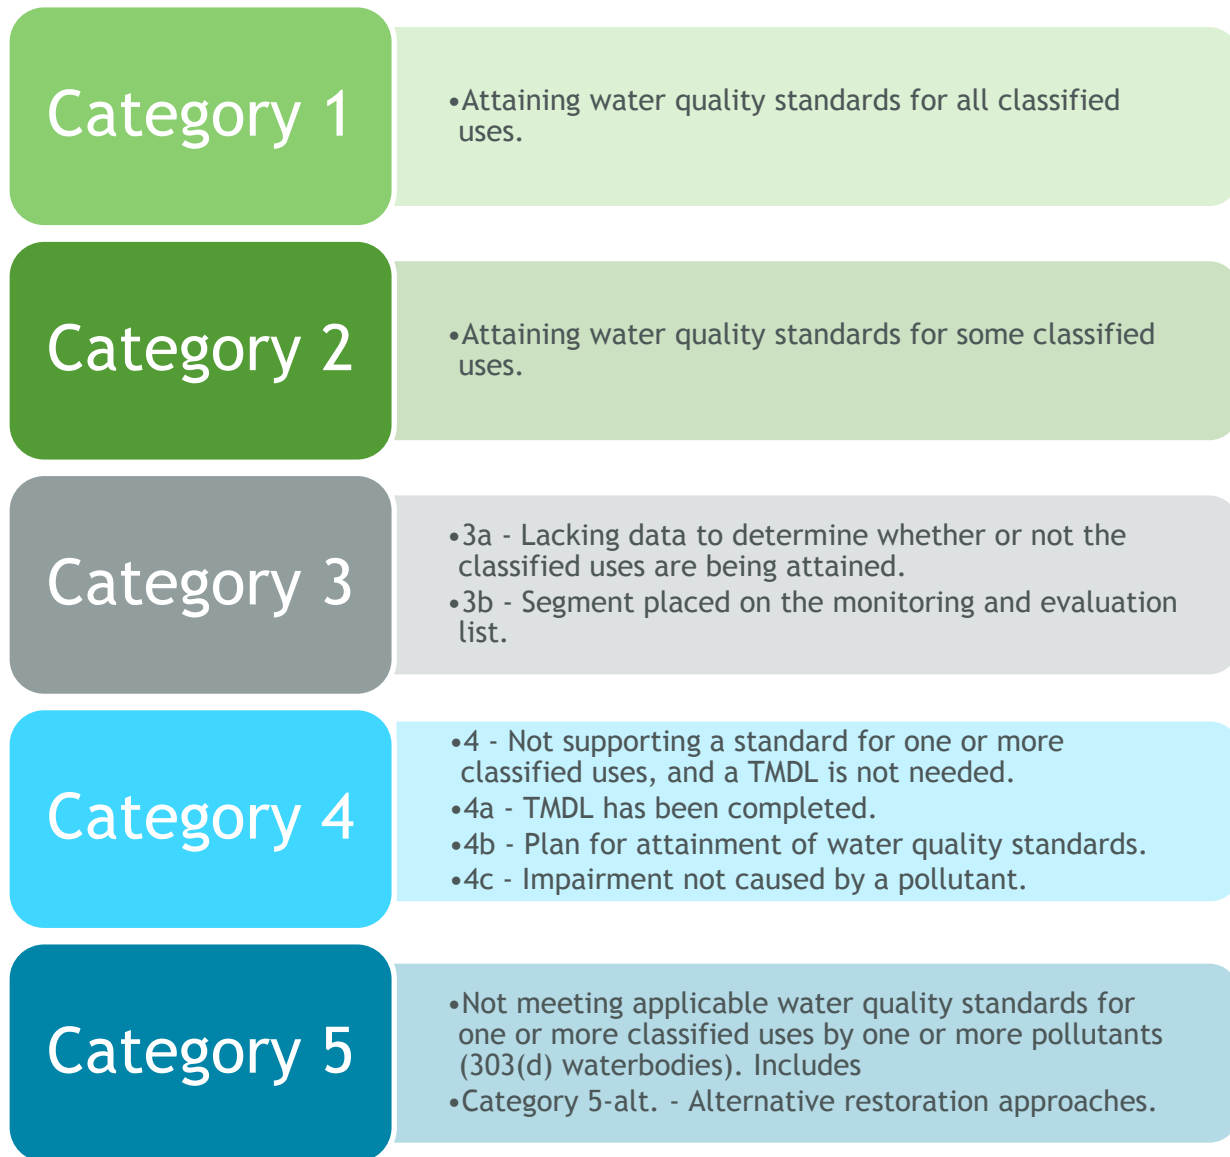 Category 1
•Attaining water quality standards for all classified
uses.
Category 2
•Attaining water quality standards for some classified
uses.
Category 3
•3a - Lacking data to determine whether or not the
classified uses are being attained.
•3b - Segment placed on the monitoring and evaluation
list.
Category 4
•4 - Not supporting a standard for one or more
classified uses, and a TMDL is not needed.
•4a - TMDL has been completed.
•4b - Plan for attainment of water quality standards.
•4c - Impairment not caused by a pollutant.
Category 5
•Not meeting applicable water quality standards for
one or more classified uses by one or more pollutants
(303(d) waterbodies). Includes
•Category 5-alt. - Alternative restoration approaches.